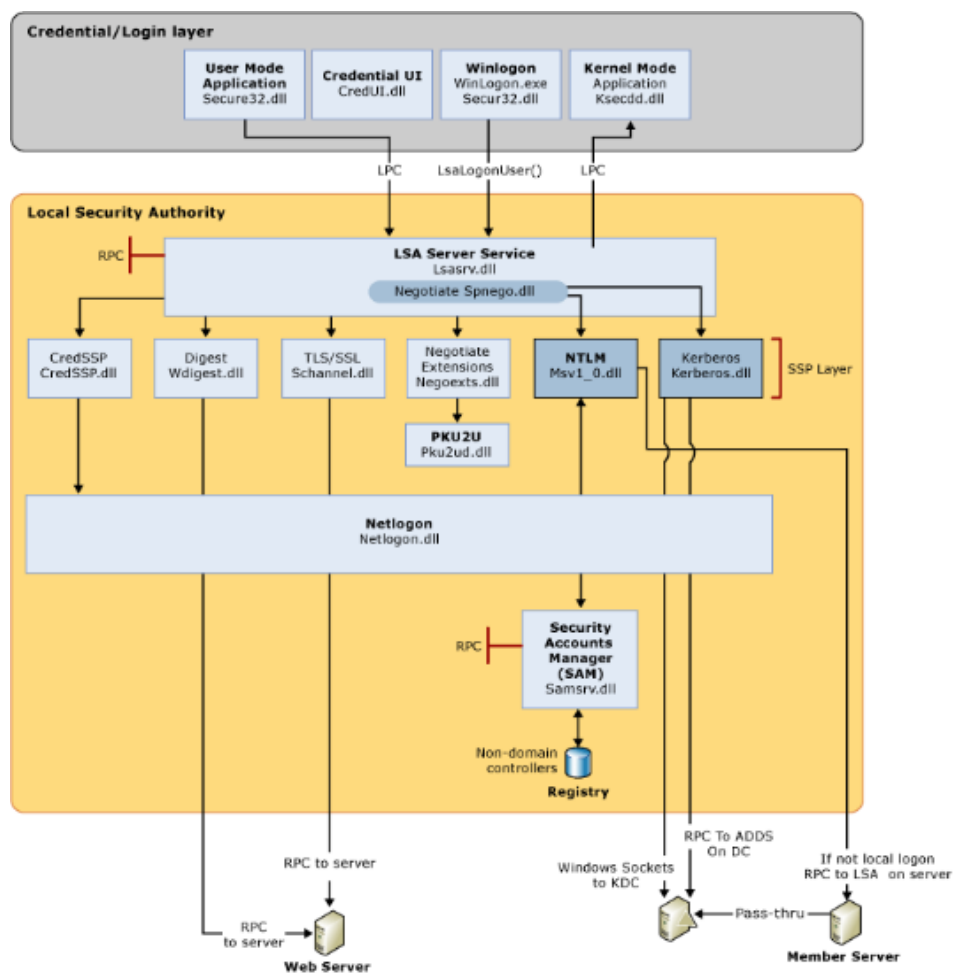 Credential/Login layer
User Mode
Application
Secure32.dll
Credential UI
CredUI.dll
Winlogon
WinLogon.exe
Secur32.dll
Kernel Mode
Application
Ksecdd.dll
LPC
LsaLogonUser()
LPC
Local Security Authority
RPC
LSA Server Service
Lsasrv.dll
Negotiate Spnego.dll
CredSSP
CredSSP.dll
Digest
Wdigest.dll
TLS/SSL
Schannel.dll
Negotiate
Extensions
Negoexts.dll
NTLM
Msv1_0.dll
Kerberos
Kerberos.dll
SSP Layer
PKU2U
Pku2ud.dll
Netlogon
Netlogon.dll
RPC
Security
Accounts
Manager
(SAM)
Samsrv.dll
Non-domain
controllers
Registry
RPC to server
RPC To ADDS
On DC
Windows Sockets
to KDC
If not local logon
RPC to LSA on server
RPC
to server
Pass-thru
Web Server
Member Server